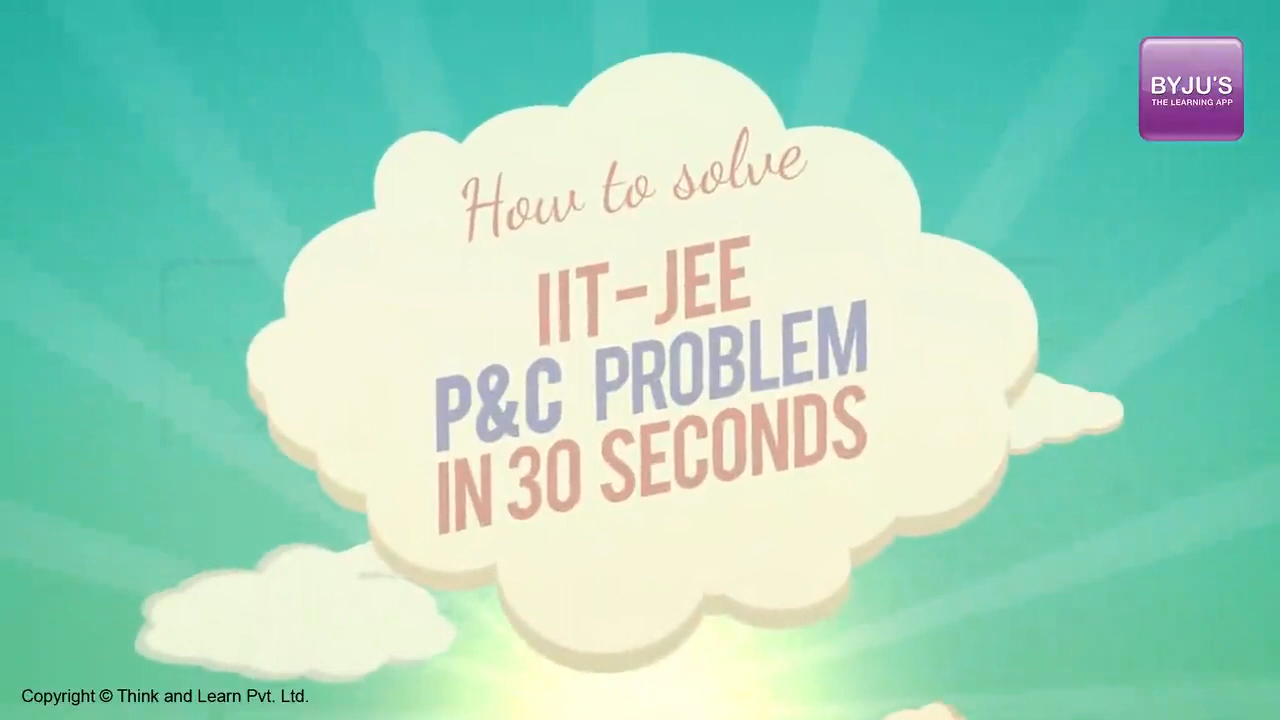 BYJU'S
THE LEARNING APP
How to solve
IIT-JEE
P&C PROBLEM
IN 30 SECONDS
Copyright © Think and Learn Pvt. Ltd.